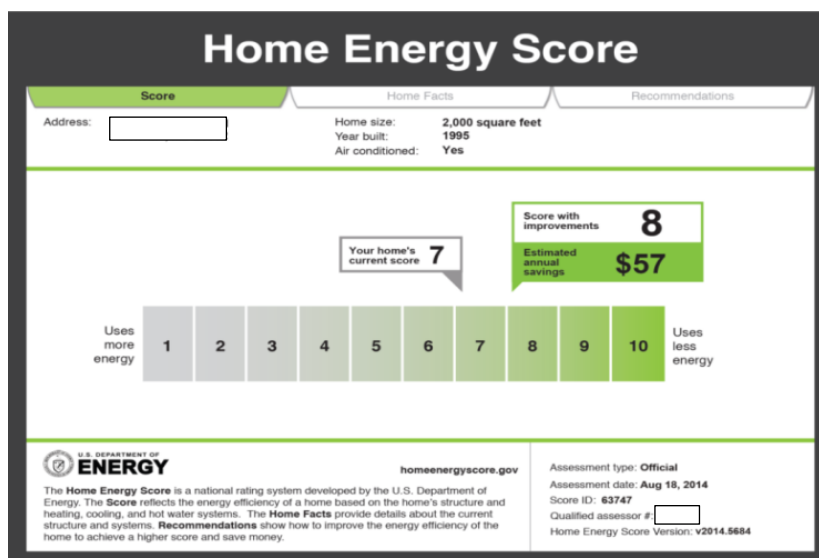 Home Energy Score
Score
Home Facts
Recommendations
Address:
Home size: 2,000 square feet
Year built: 1995
Air conditioned: Yes
Your home's
current score 7
Score with
improvements 8
Estimated
annual
savings $57
Uses
more
energy
1 2 3 4 5 6 7 8 9 10
Uses
less
energy
U.S. DEPARTMENT OF
ENERGY
homeenergyscore.gov
The Home Energy Score is a national rating system developed by the U.S. Department of
Energy. The Score reflects the energy efficiency of a home based on the home's structure and
heating, cooling, and hot water systems. The Home Facts provide details about the current
structure and systems. Recommendations show how to improve the energy efficiency of the
home to achieve a higher score and save money.
Assessment type: Official
Assessment date: Aug 18, 2014
Score ID: 63747
Qualified assessor #:
Home Energy Score Version: v2014.5684